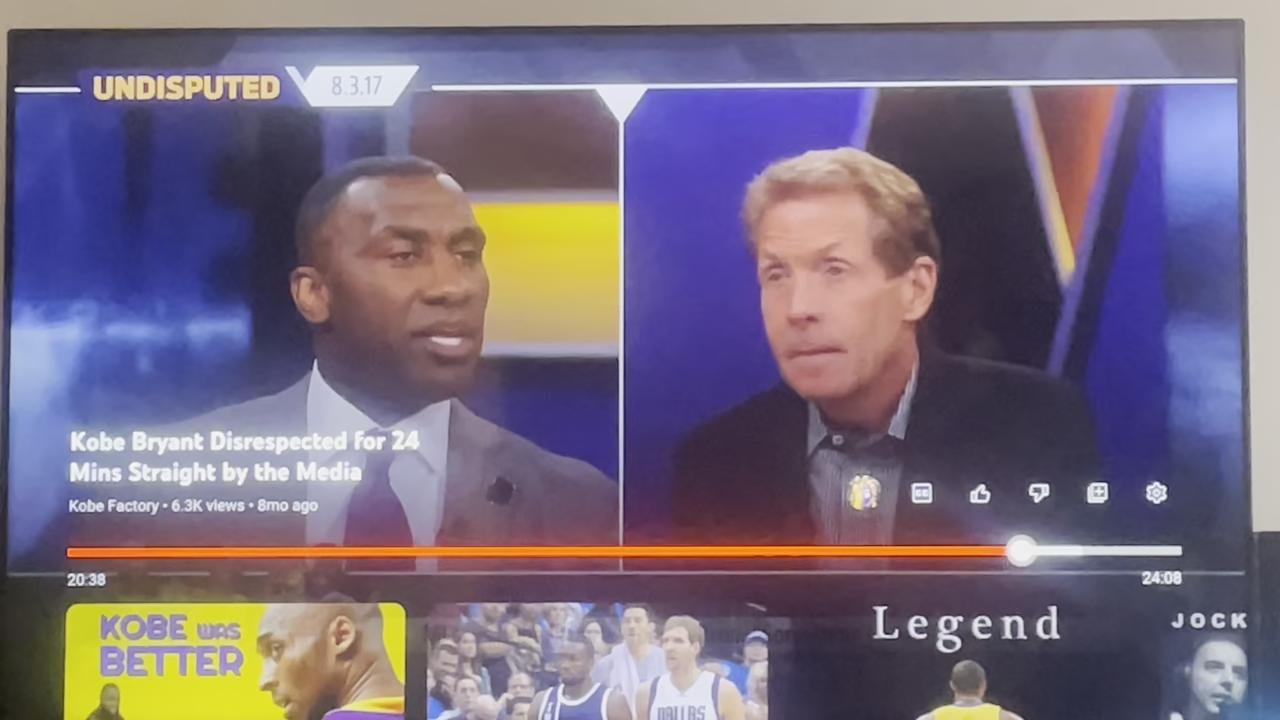 UNDISPUTED
8.3.17
Kobe Bryant Disrespected for 24
Mins Straight by the Media
Kobe Factory • 6.3K views • 8mo ago
CC
20:38
24:08
KOBE WAS
BETTER
DALLAS
Legend
JOCK